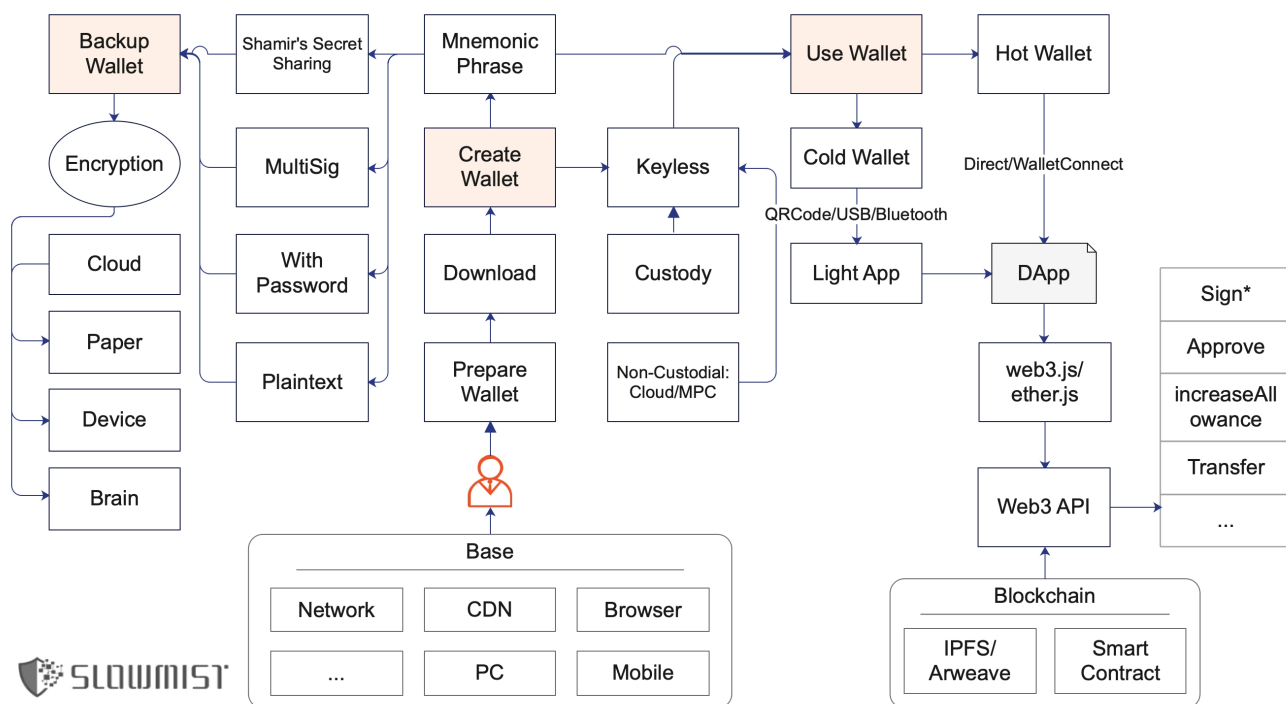 Backup
Wallet
Shamir's Secret
Sharing
Mnemonic
Phrase
Use Wallet
Hot Wallet
Encryption
MultiSig
Create
Wallet
Keyless
Cold Wallet
Direct/WalletConnect
QRCode/USB/Bluetooth
Cloud
With
Password
Download
Custody
Light App
DApp
Sign*
Paper
Plaintext
Prepare
Wallet
Non-Custodial:
Cloud/MPC
web3.js/
ether.js
Approve
increaseAll
owance
Device
Transfer
Brain
Web3 API
...
Base
Network
CDN
Browser
...
PC
Mobile
Blockchain
IPFS/
Arweave
Smart
Contract
SLOWMIST